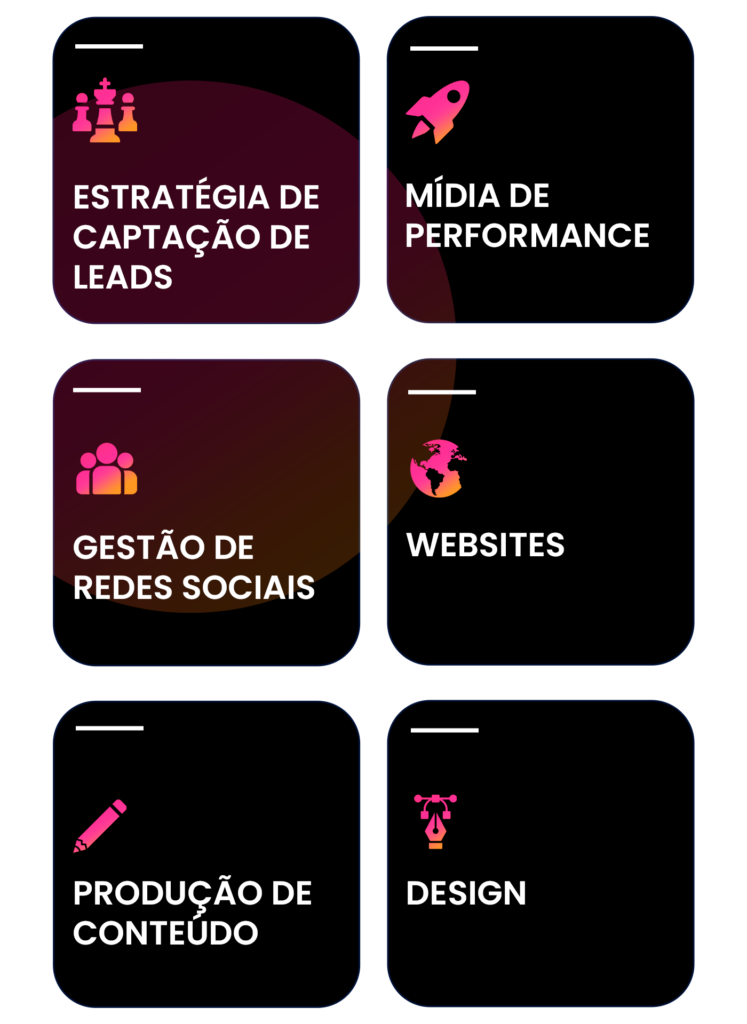 ESTRATÉGIA DE
CAPTAÇÃO DE
LEADS
MÍDIA DE
PERFORMANCE
GESTÃO DE
REDES SOCIAIS
WEBSITES
PRODUÇÃO DE
CONTEÚDO
DESIGN